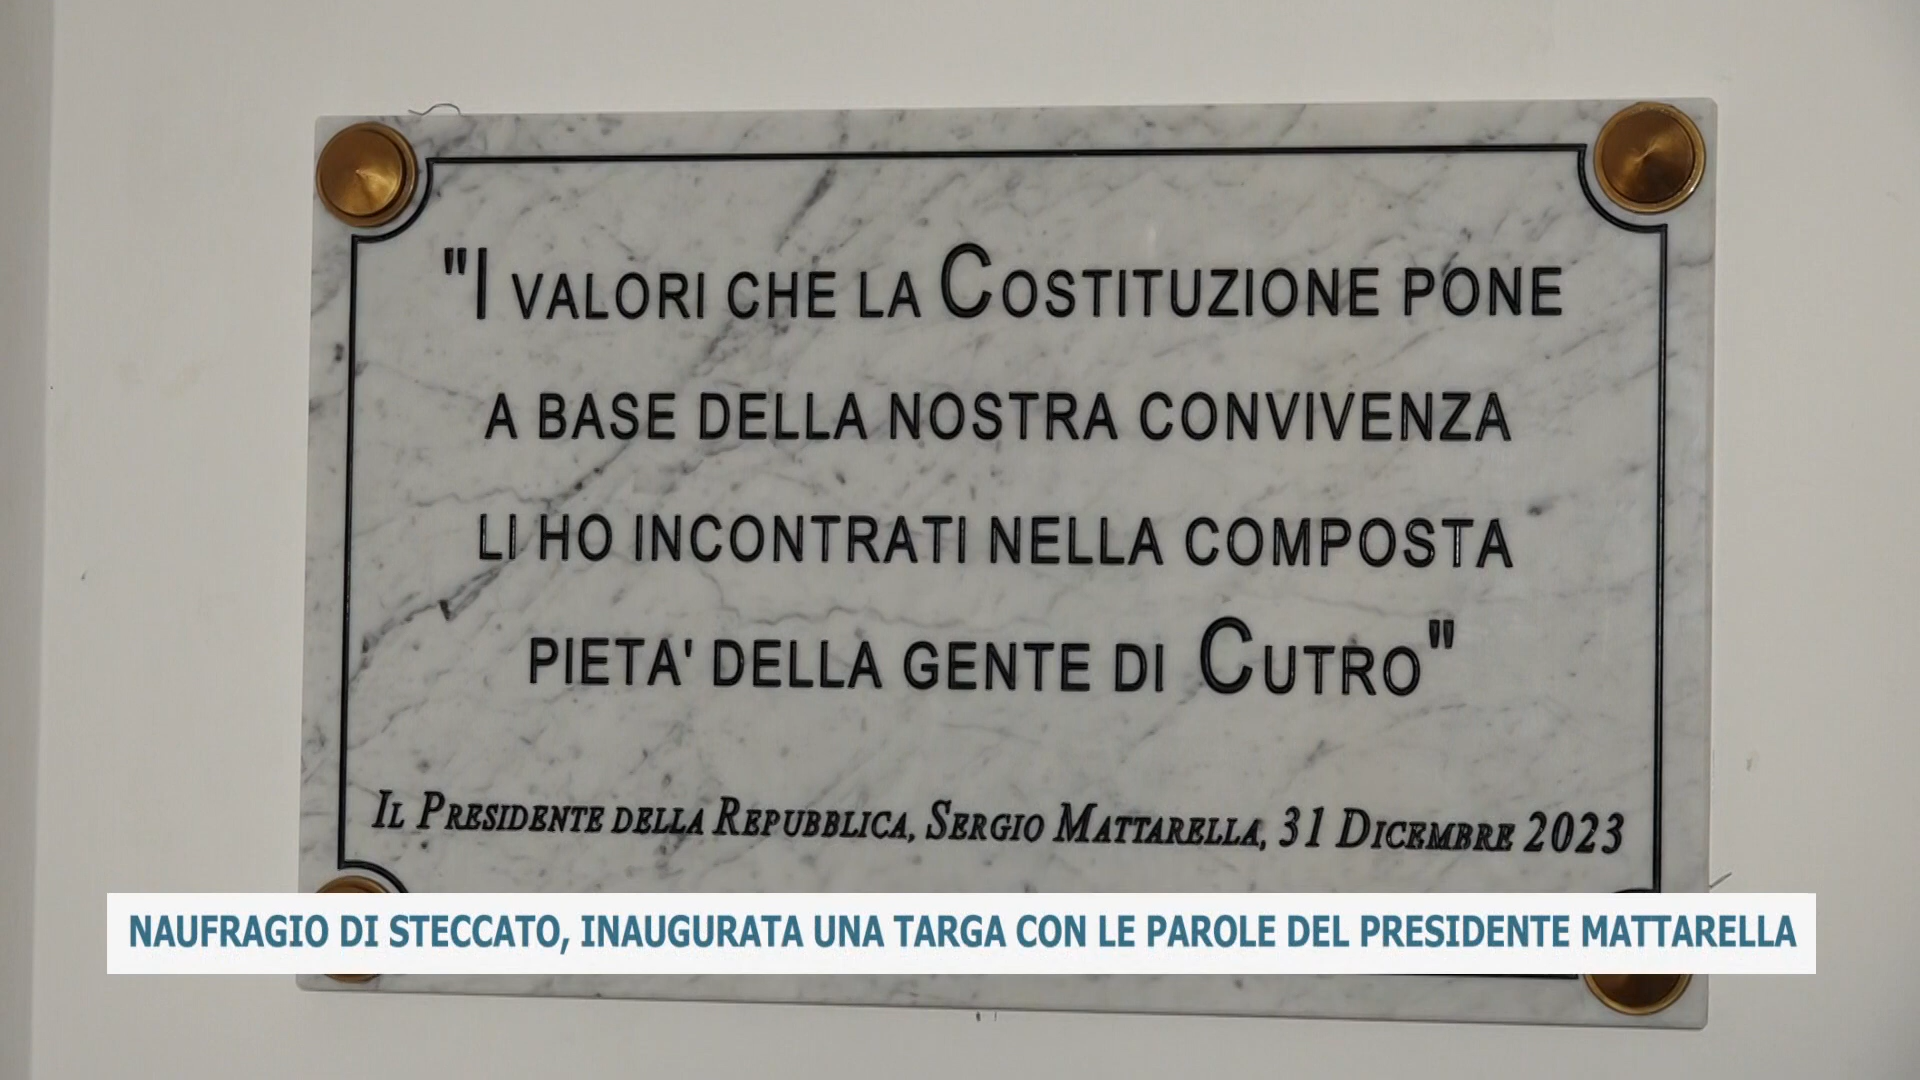 "I VALORI CHE LA COSTITUZIONE PONE
A BASE DELLA NOSTRA CONVIVENZA
LI HO INCONTRATI NELLA COMPOSTA
PIETA' DELLA GENTE DI CUTRO"
IL PRESIDENTE DELLA REPUBBLICA, SERGIO MATTARELLA, 31 DICEMBRE 2023
NAUFRAGIO DI STECCATO, INAUGURATA UNA TARGA CON LE PAROLE DEL PRESIDENTE MATTARELLA